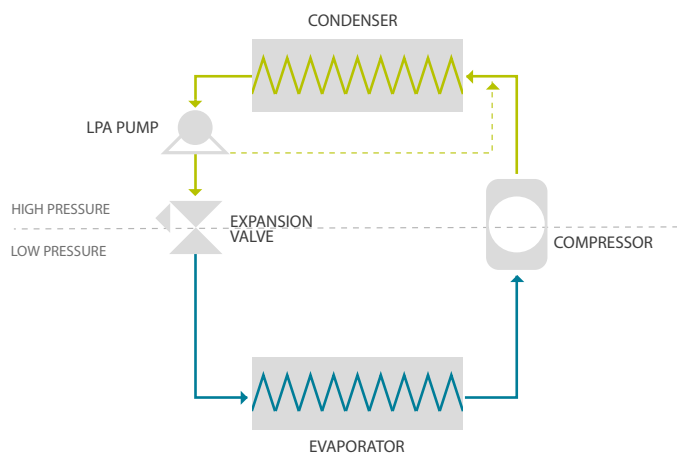 CONDENSER
LPA PUMP
HIGH PRESSURE
EXPANSION
VALVE
LOW PRESSURE
COMPRESSOR
EVAPORATOR